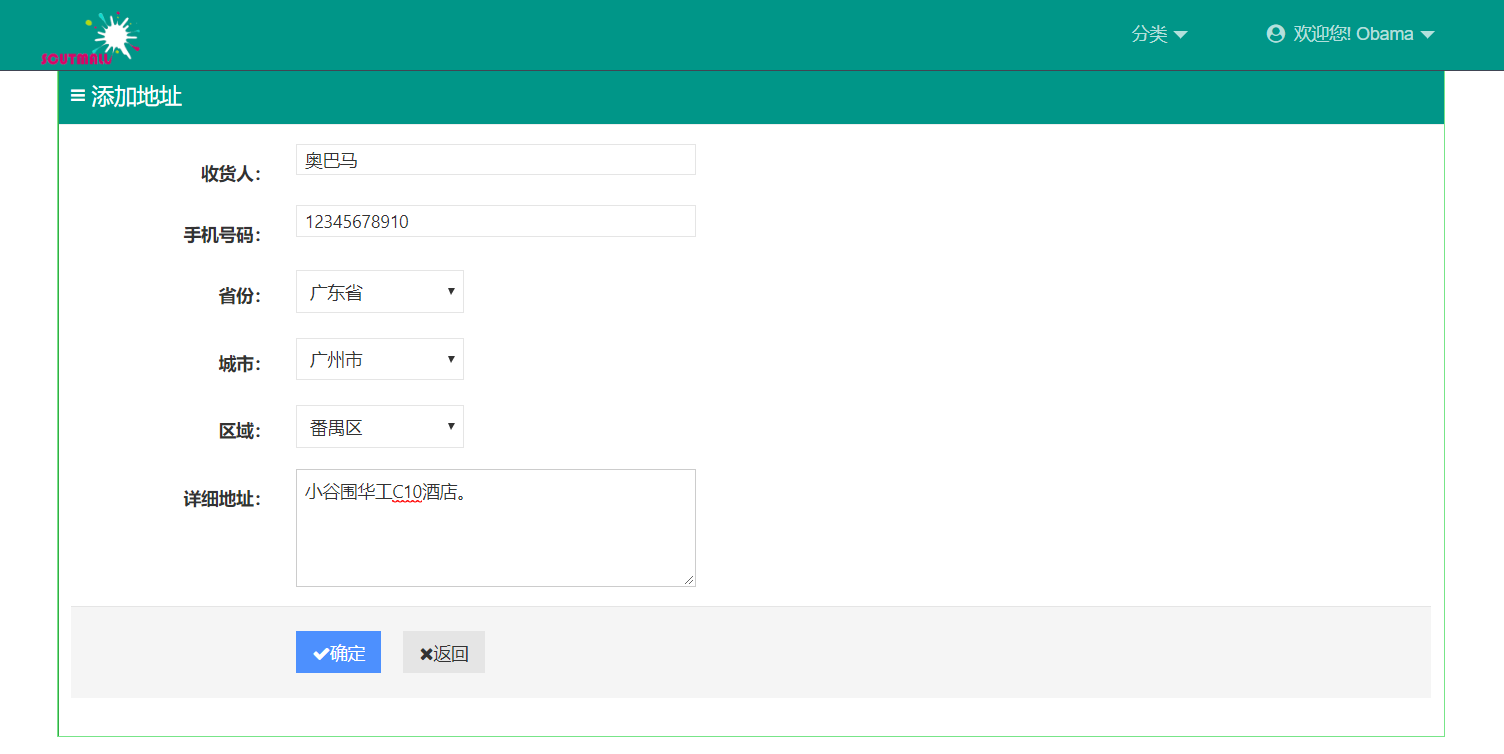 SCUTMALL
分类
欢迎您! Obama
添加地址
收货人：
奥巴马
手机号码：
12345678910
省份：
广东省
城市：
广州市
区域：
番禺区
详细地址：
小谷围华工C10酒店。
确定
返回